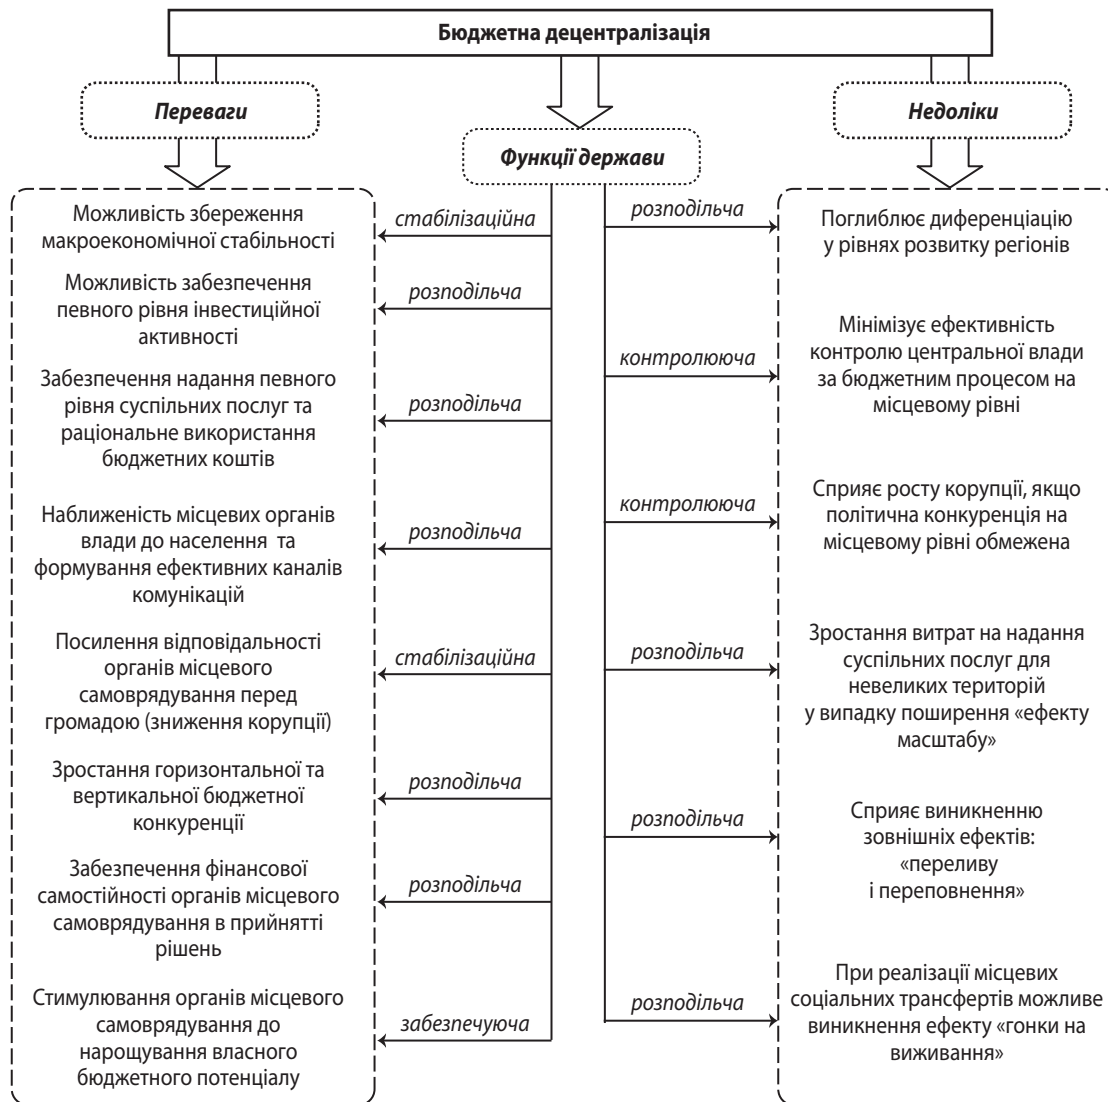 Бюджетна децентралізація
Переваги
Функції держави
Недоліки
Можливість збереження
макроекономічної стабільності
Можливість забезпечення
певного рівня інвестиційної
активності
Забезпечення надання певного
рівня суспільних послуг та
раціональне використання
бюджетних коштів
Наближеність місцевих органів
влади до населення та
формування ефективних каналів
комунікацій
Посилення відповідальності
органів місцевого
самоврядування перед
громадою (зниження корупції)
Зростання горизонтальної та
вертикальної бюджетної
конкуренції
Забезпечення фінансової
самостійності органів місцевого
самоврядування в прийнятті
рішень
Стимулювання органів місцевого
самоврядування до
нарощування власного
бюджетного потенціалу
стабілізаційна
розподільча
розподільча
розподільча
стабілізаційна
розподільча
розподільча
забезпечуюча
розподільча
контролююча
контролююча
розподільча
розподільча
розподільча
Поглиблює диференціацію
у рівнях розвитку регіонів
Мінімізує ефективність
контролю центральної влади
за бюджетним процесом на
місцевому рівні
Сприяє росту корупції, якщо
політична конкуренція на
місцевому рівні обмежена
Зростання витрат на надання
суспільних послуг для
невеликих територій
у випадку поширення «ефекту
масштабу»
Сприяє виникненню
зовнішніх ефектів:
«переливу
і переповнення»
При реалізації місцевих
соціальних трансфертів можливе
виникнення ефекту «гонки на
виживання»